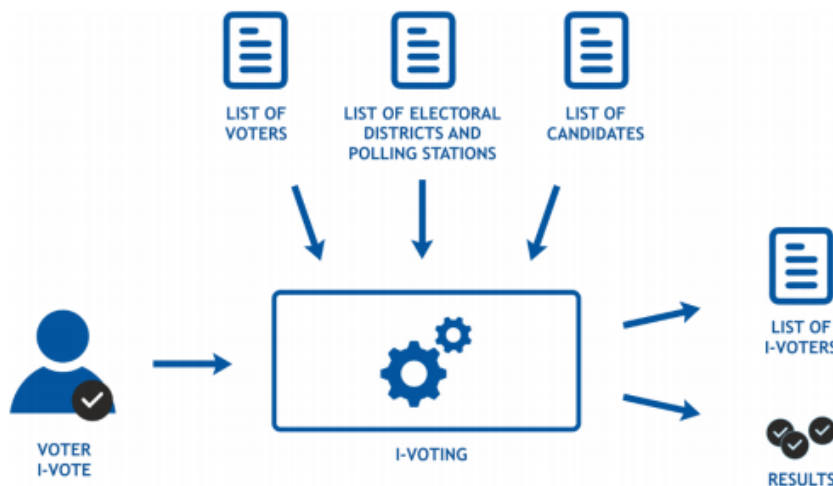 LIST OF
VOTERS
LIST OF ELECTORAL
DISTRICTS AND
POLLING STATIONS
LIST OF
CANDIDATES
LIST OF
I-VOTERS
VOTER
I-VOTE
I-VOTING
RESULTS